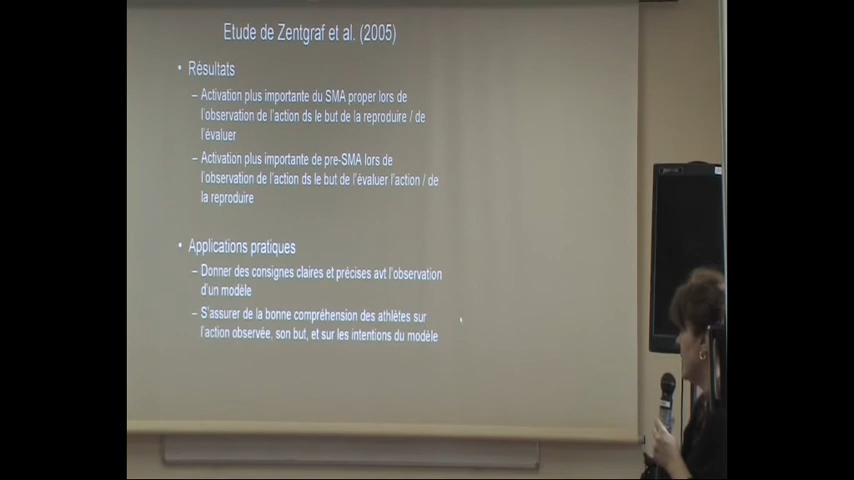 Etude de Zentgraf et al. (2005)
• Résultats
– Activation plus importante du SMA proper lors de
l'observation de l'action ds le but de la reproduire / de
l'évaluer
– Activation plus importante de pre-SMA lors de
l'observation de l'action ds le but de l'évaluer l'action / de
la reproduire
• Applications pratiques
– Donner des consignes claires et précises avt l'observation
d'un modèle
– S'assurer de la bonne compréhension des athlètes sur
l'action observée, son but, et sur les intentions du modèle